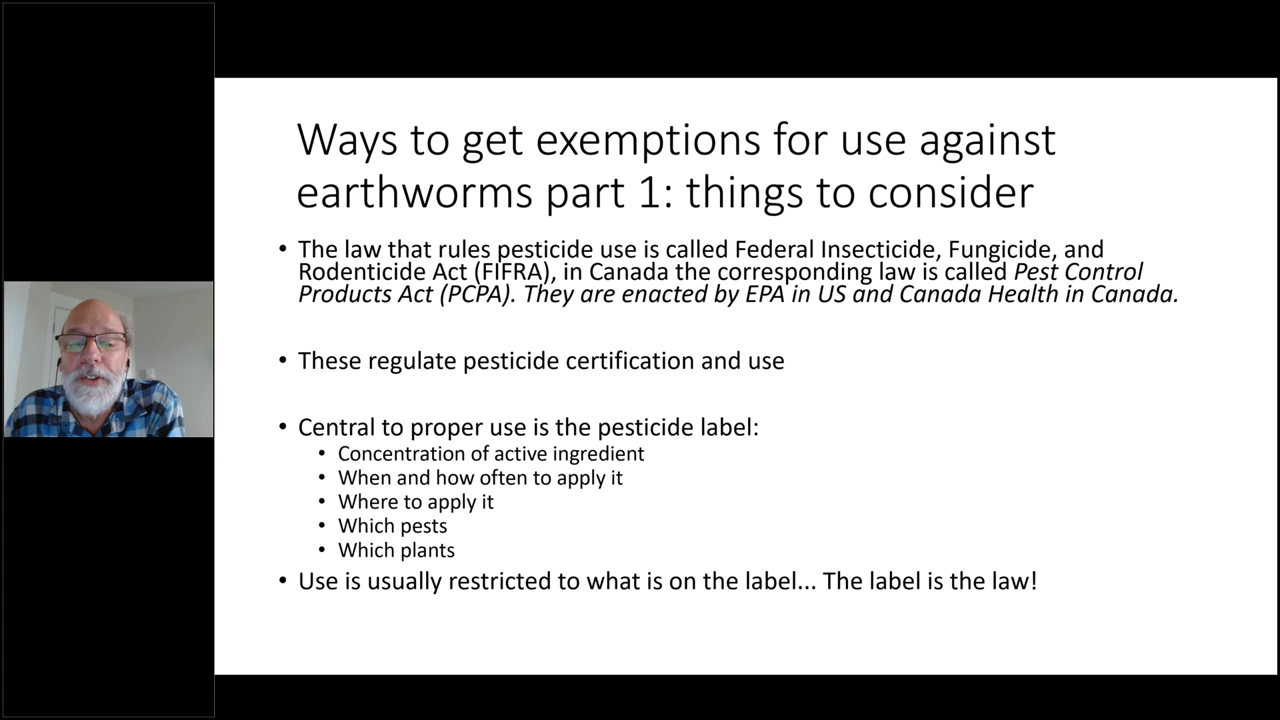 Ways to get exemptions for use against
earthworms part 1: things to consider
• The law that rules pesticide use is called Federal Insecticide, Fungicide, and
Rodenticide Act (FIFRA), in Canada the corresponding law is called Pest Control
Products Act (PCPA). They are enacted by EPA in US and Canada Health in Canada.
• These regulate pesticide certification and use
• Central to proper use is the pesticide label:
• Concentration of active ingredient
• When and how often to apply it
• Where to apply it
• Which pests
• Which plants
• Use is usually restricted to what is on the label... The label is the law!